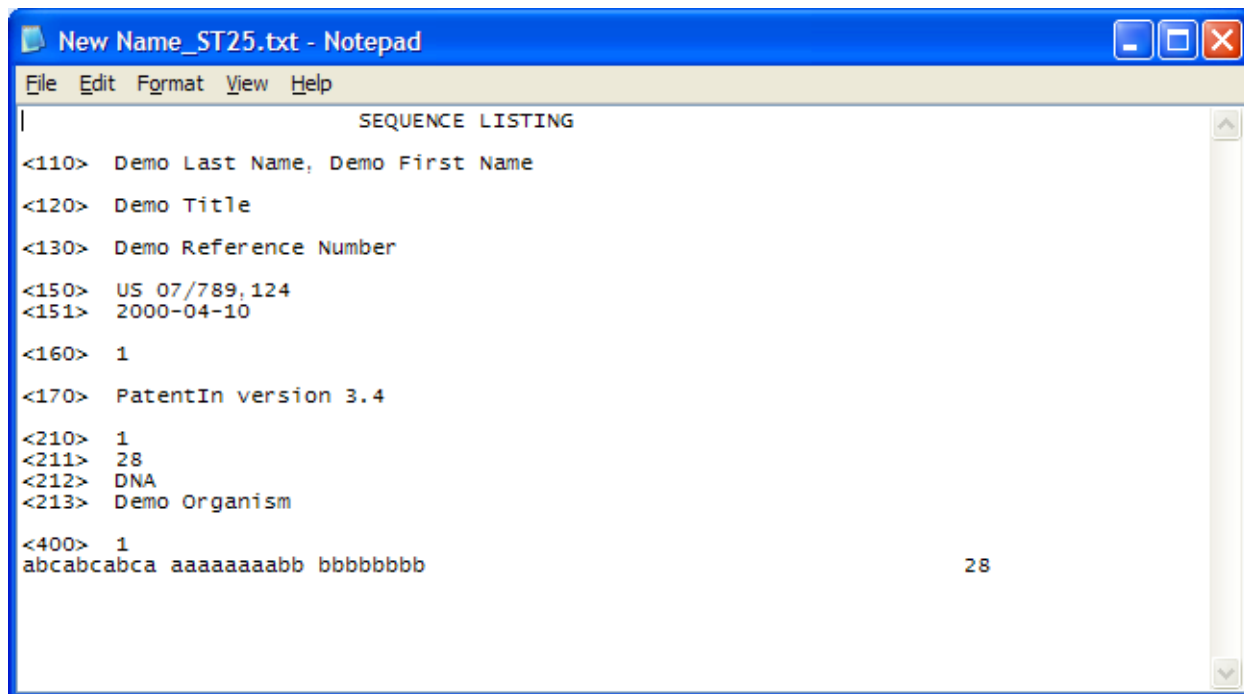 New Name_ST25.txt - Notepad
File Edit Format View Help
SEQUENCE LISTING
<110> Demo Last Name, Demo First Name
<120> Demo Title
<130> Demo Reference Number
<150> US 07/789,124
<151> 2000-04-10
<160> 1
<170> PatentIn version 3.4
<210> 1
<211> 28
<212> DNA
<213> Demo Organism
<400> 1
abcabcabca aaaaaaaabb bbbbbbbb 28